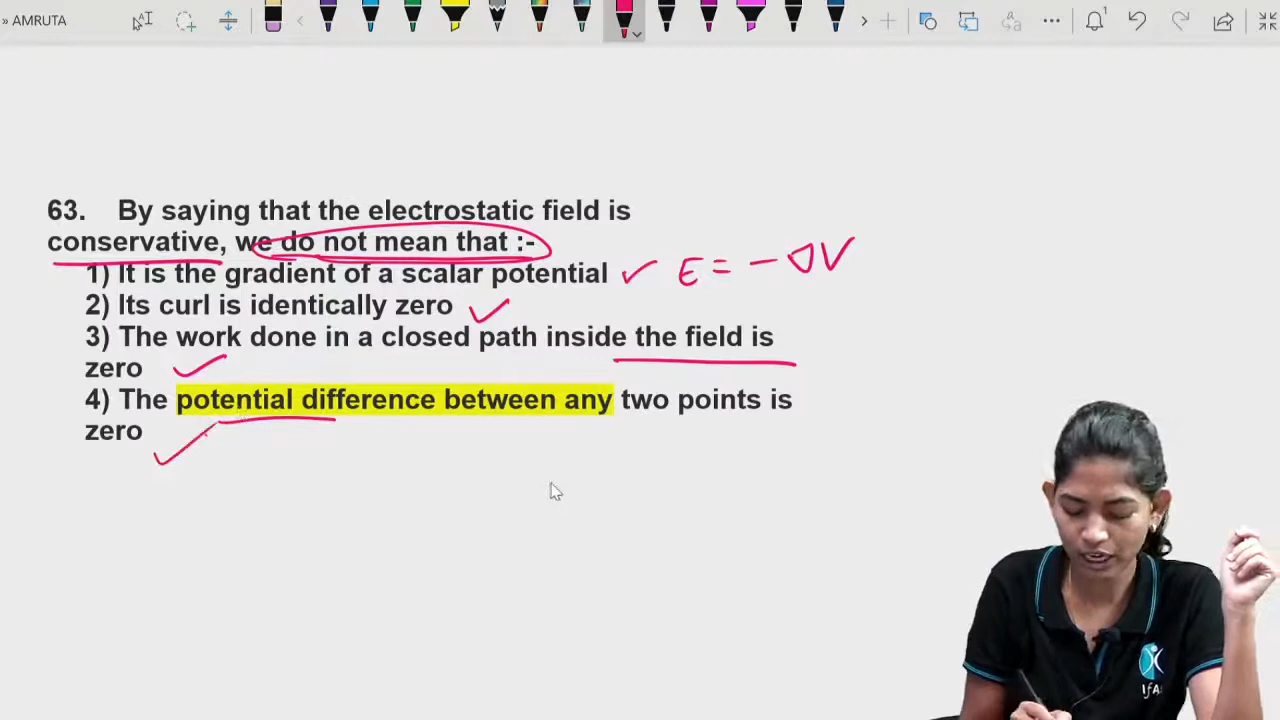 » AMRUTA
63. By saying that the electrostatic field is
conservative, we do not mean that :-
1) It is the gradient of a scalar potential E = -∇V
2) Its curl is identically zero
3) The work done in a closed path inside the field is
zero
4) The potential difference between any two points is
zero